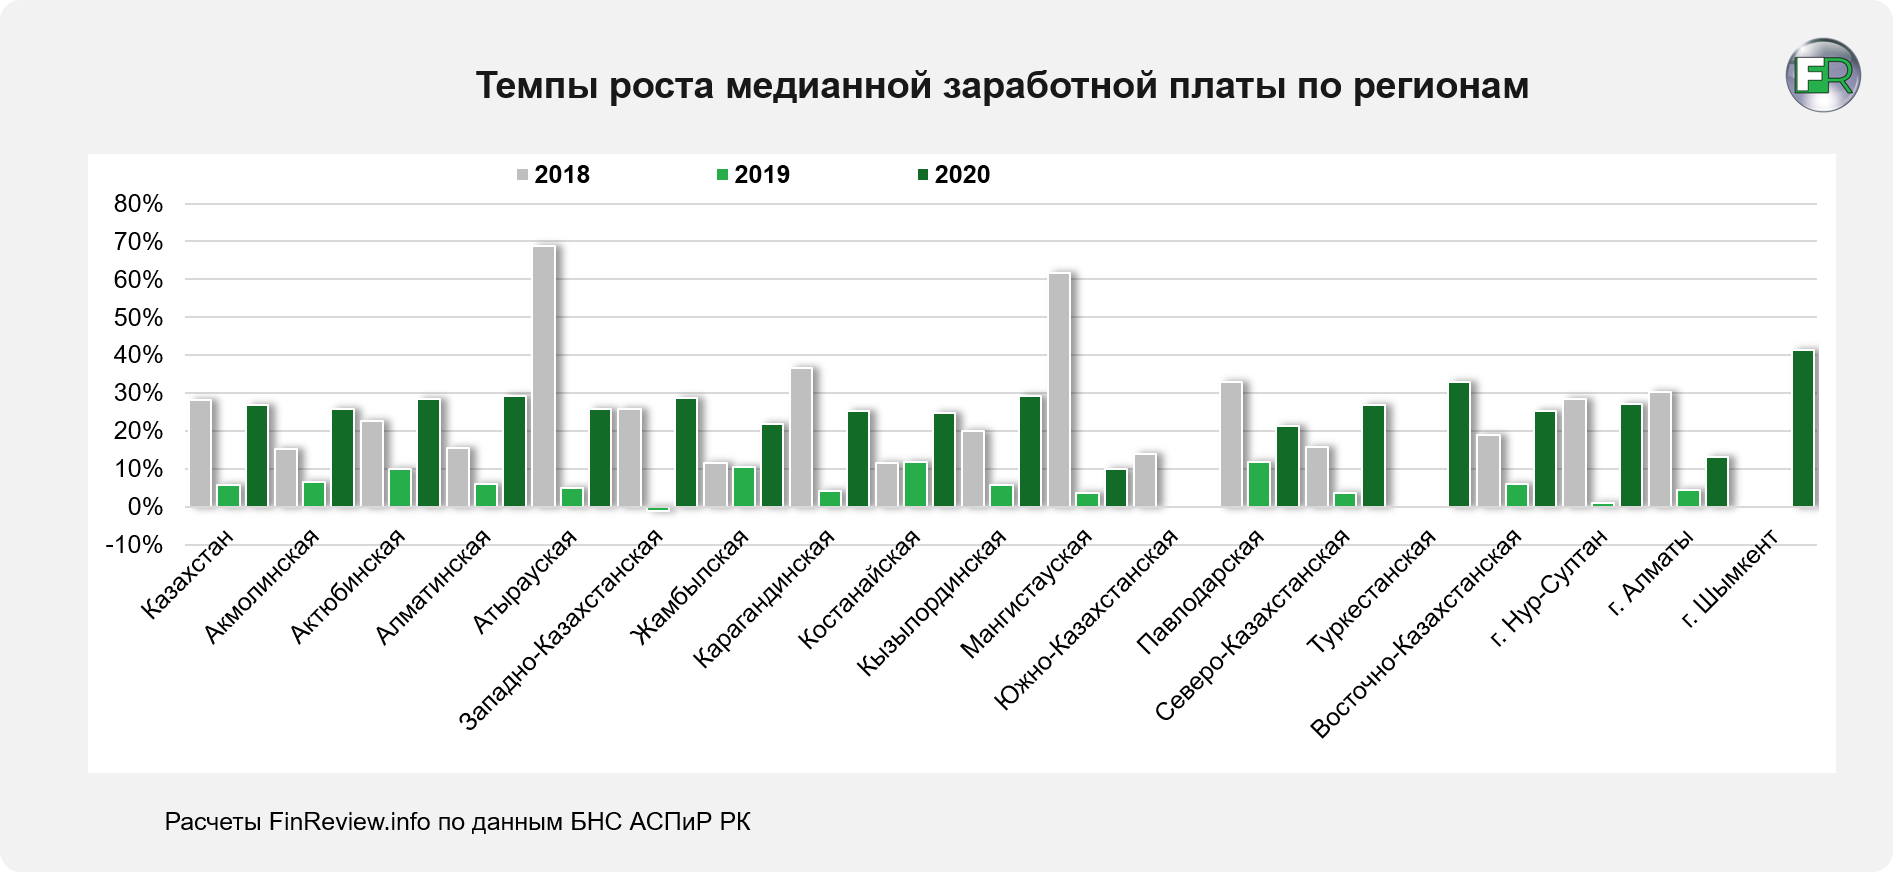 Темпы роста медианной заработной платы по регионам
FR
2018
2019
2020
80%
70%
60%
50%
40%
30%
20%
10%
0%
-10%
Казахстан
Акмолинская
Актюбинская
Алматинская
Атырауская
Западно-Казахстанская
Жамбылская
Карагандинская
Костанайская
Кызылординская
Мангистауская
Южно-Казахстанская
Павлодарская
Северо-Казахстанская
Туркестанская
Восточно-Казахстанская
г. Нур-Султан
г. Алматы
г. Шымкент
Расчеты FinReview.info по данным БНС АСПиР РК